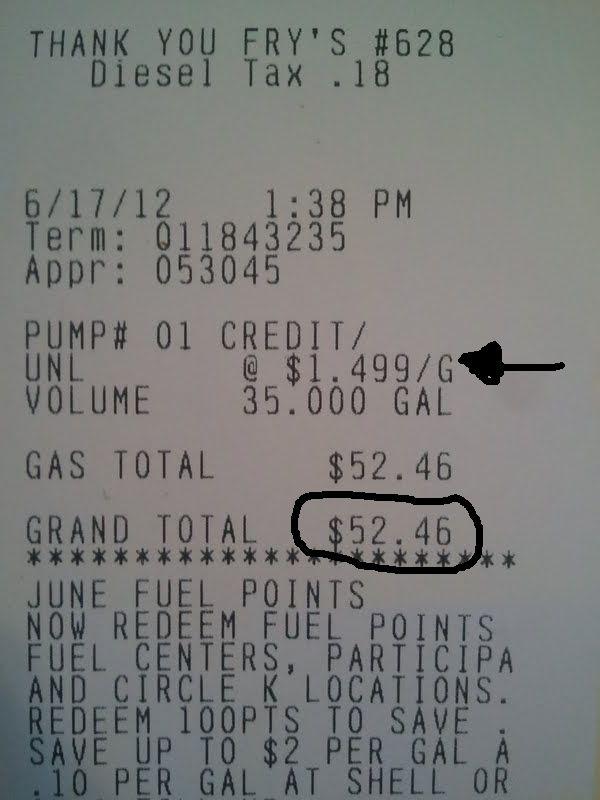 THANK YOU FRY'S #628
Diesel Tax .18
6/17/12 1:38 PM
Term: Q11843235
Appr: 053045
PUMP# 01 CREDIT/
UNL @ $1.499/G
VOLUME 35.000 GAL
GAS TOTAL $52.46
GRAND TOTAL $52.46
***********************
JUNE FUEL POINTS
NOW REDEEM FUEL POINTS
FUEL CENTERS, PARTICIPA
AND CIRCLE K LOCATIONS.
REDEEM 100PTS TO SAVE .
SAVE UP TO $2 PER GAL A
.10 PER GAL AT SHELL OR